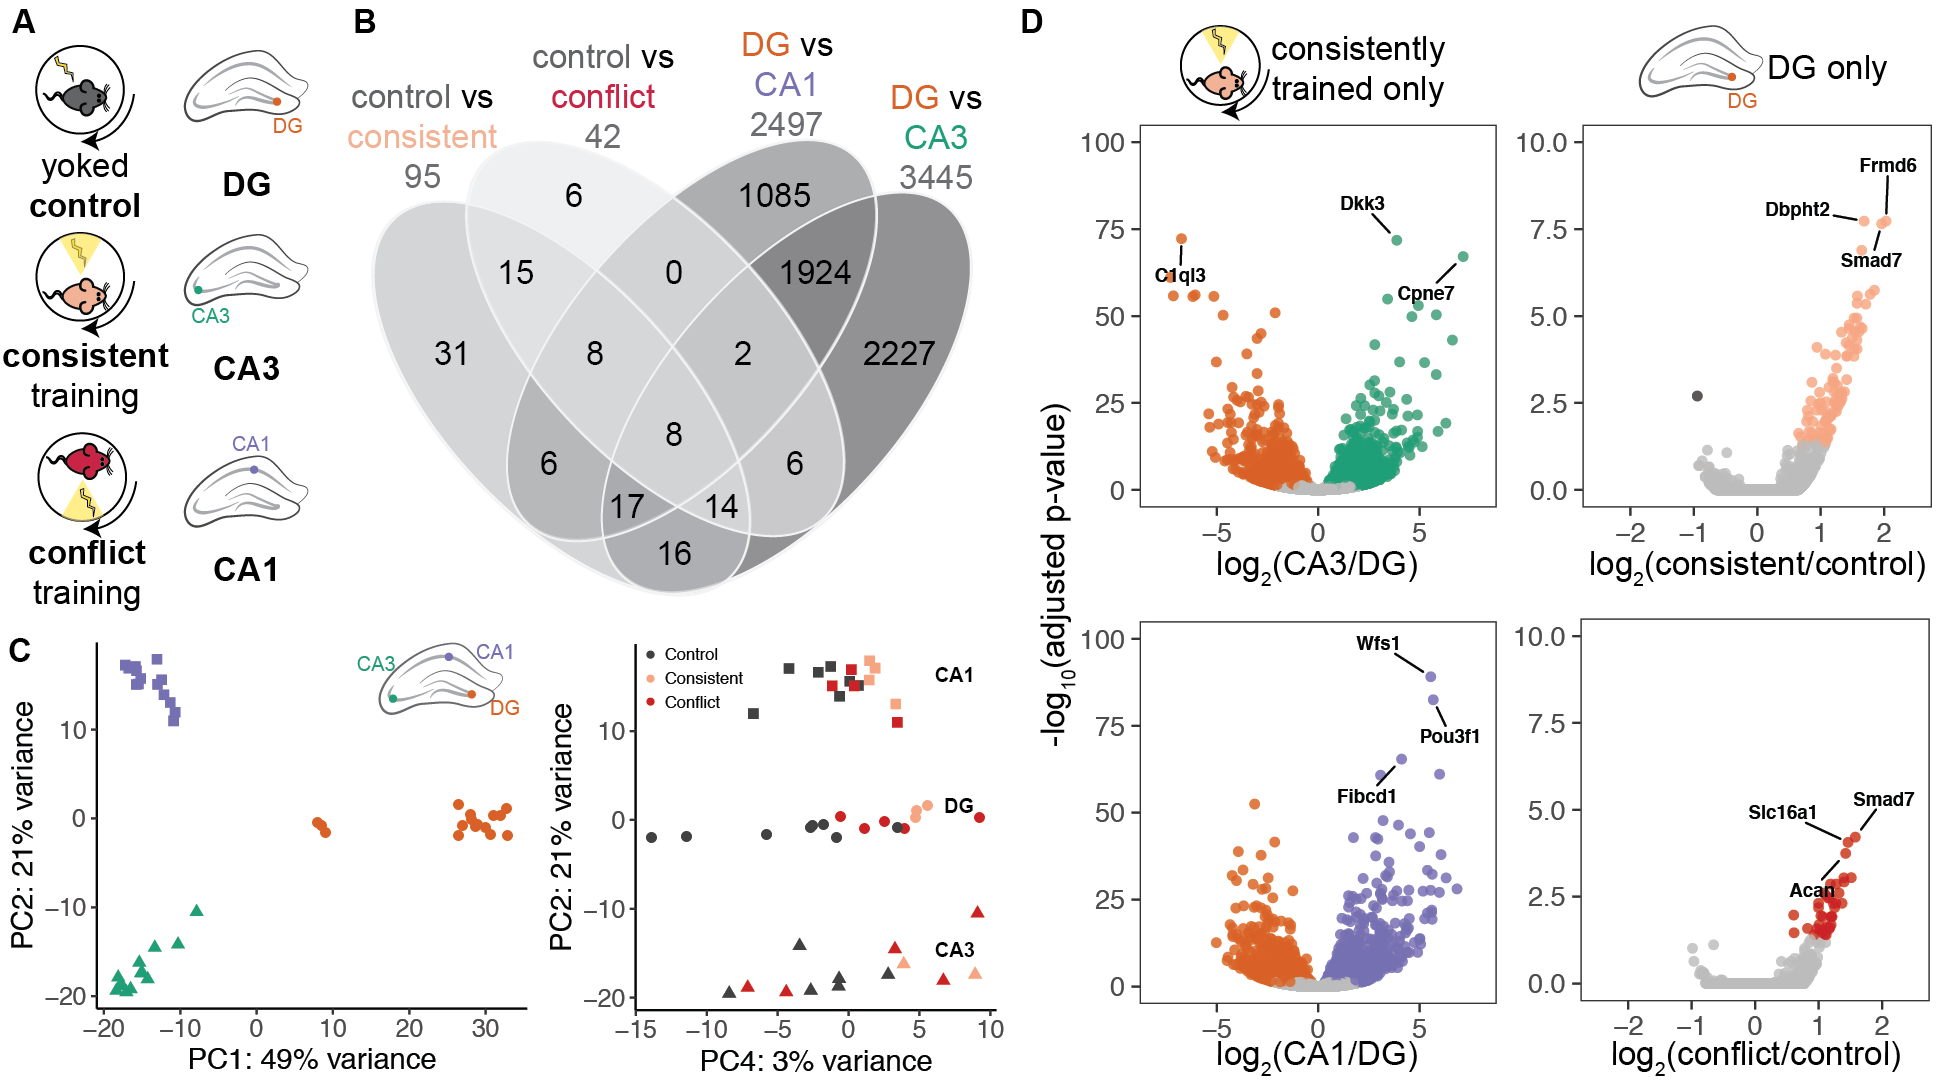 A
yoked
control
DG
DG
consistent
training
CA3
CA3
conflict
training
CA1
CA1
B
control vs
consistent
95
control vs
conflict
42
DG vs
CA1
2497
DG vs
CA3
3445
6
1085
15
0
1924
31
8
2
2227
8
6
6
17
14
16
C
PC2: 21% variance
10
0
−10
−20
−20
−10
0
10
20
30
PC1: 49% variance
CA3
CA1
DG
PC2: 21% variance
10
0
−10
−20
−15
−10
−5
0
5
10
PC4: 3% variance
Control
Consistent
Conflict
CA1
DG
CA3
D
-log10(adjusted p-value)
consistently
trained only
100
75
50
25
0
−5
0
5
log2(CA3/DG)
Dkk3
C1ql3
Cpne7
DG
DG only
10.0
7.5
5.0
2.5
0.0
−2
−1
0
1
2
log2(consistent/control)
Frmd6
Dbpht2
Smad7
100
75
50
25
0
−5
0
5
log2(CA1/DG)
Wfs1
Pou3f1
Fibcd1
10.0
7.5
5.0
2.5
0.0
−2
−1
0
1
2
log2(conflict/control)
Slc16a1
Smad7
Acan